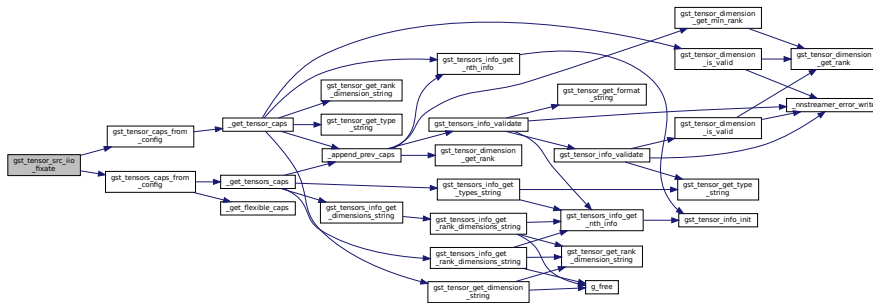 gst_tensor_src_iio
_fixate
gst_tensor_caps_from
_config
gst_tensors_caps_from
_config
_get_tensor_caps
_get_tensors_caps
_get_flexible_caps
gst_tensor_get_rank
_dimension_string
gst_tensor_get_type
_string
_append_prev_caps
gst_tensors_info_get
_dimensions_string
gst_tensors_info_get
_nth_info
gst_tensors_info_validate
gst_tensor_dimension
_get_rank
gst_tensors_info_get
_types_string
gst_tensors_info_get
_rank_dimensions_string
gst_tensors_info_get
_rank_dimensions_string
gst_tensor_get_dimension
_string
gst_tensor_get_format
_string
gst_tensor_info_validate
gst_tensors_info_get
_nth_info
gst_tensor_get_rank
_dimension_string
g_free
gst_tensor_dimension
_get_min_rank
gst_tensor_dimension
_is_valid
gst_tensor_dimension
_is_valid
gst_tensor_get_type
_string
gst_tensor_info_init
gst_tensor_dimension
_get_rank
_nnstreamer_error_write